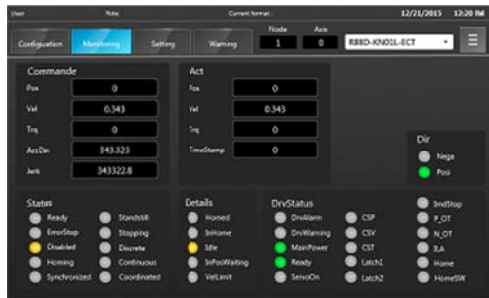 User Role: Current format: 12/21/2015 12:20 PM
Node Axis
Configuation Monitoring Setting Warning 1 0 R88D-KN01L-ECT
Commande Act
Pos 0 Pos 0
Vel 0.343 Vel 0.343
Trq 0 Trq 0
AccDec 343.323 TimeStamp 0
Jerk 343322.8
Dir
Nega
Posi
Status Details DrvStatus
Ready Standstill Homed DrvAlarm CSP ImdStop
ErrorStop Stopping InHome DrvWarning CSV P_OT
Disabled Discrete Idle MainPower CST N_OT
Homing Continuous InPosWaiting Ready Latch1 ILA
Synchronized Coordinated VelLimit ServoOn Latch2 Home
HomeSW